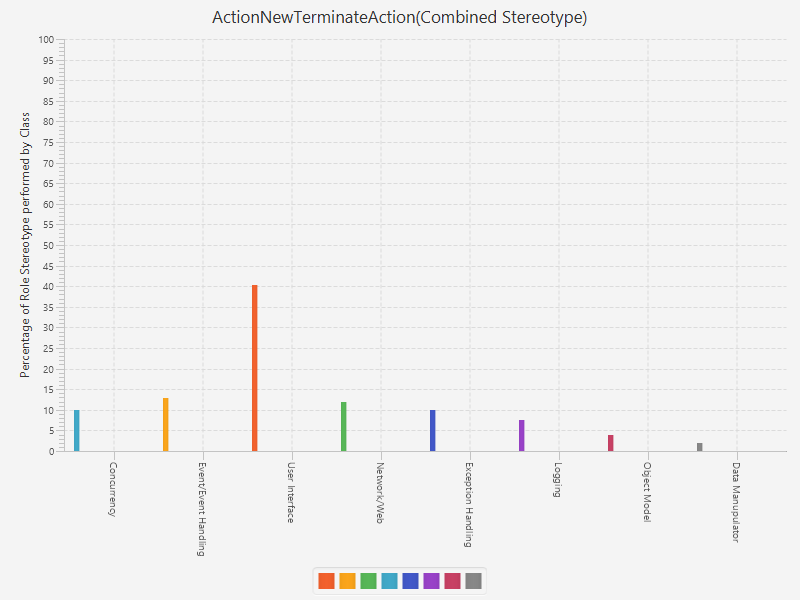 ActionNewTerminateAction(Combined Stereotype)
Percentage of Role Stereotype performed by Class
100
95
90
85
80
75
70
65
60
55
50
45
40
35
30
25
20
15
10
5
0
Concurrency
Event/Event Handling
User Interface
Network/Web
Exception Handling
Logging
Object Model
Data Manupulator